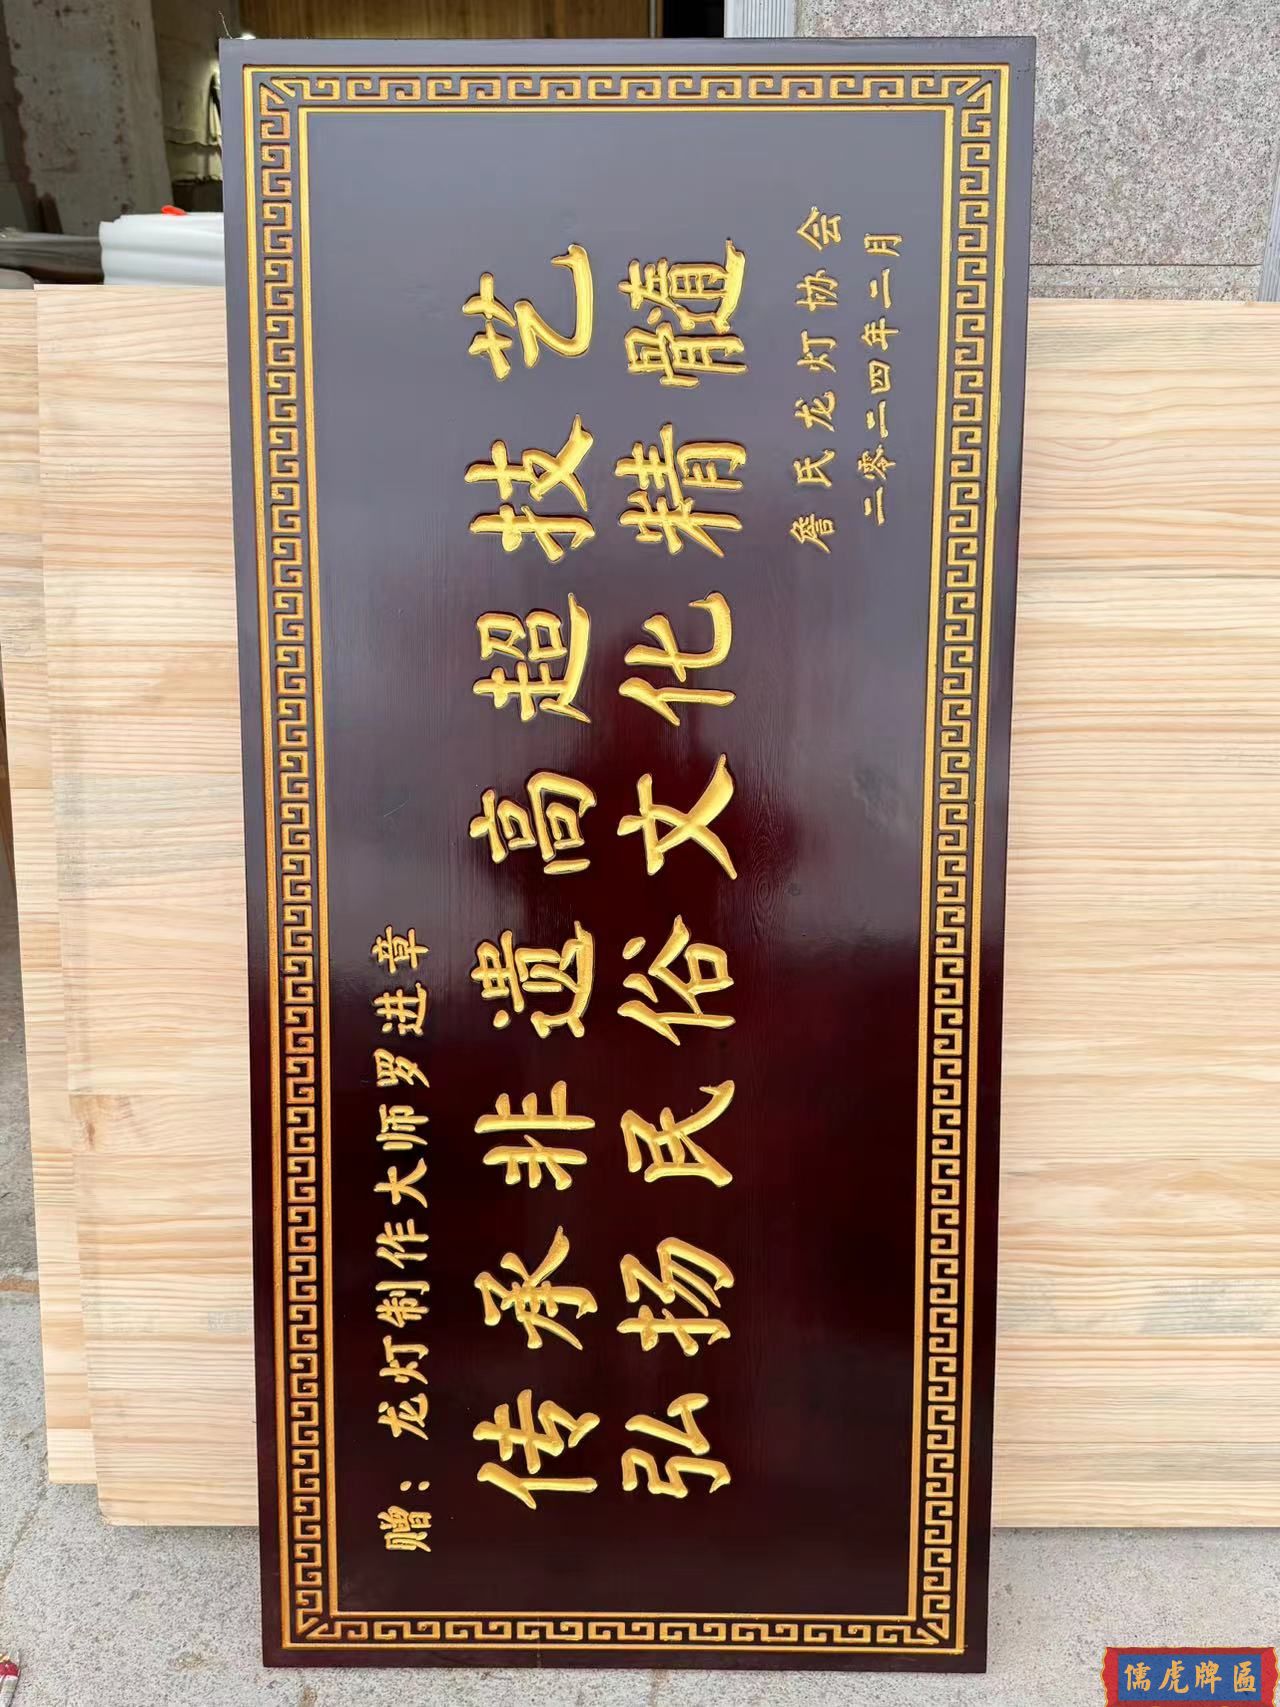 赠：龙灯制作大师罗进章
传承非遗高超技艺
弘扬民俗文化精髓
詹氏龙灯协会
二零二四年二月
儒虎牌匾